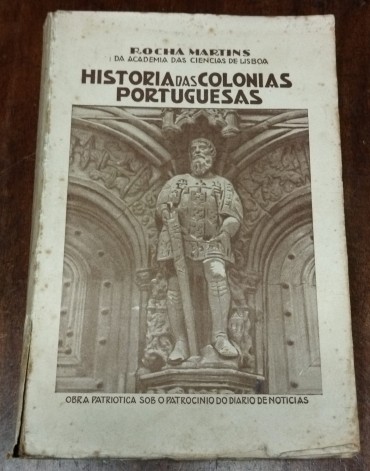 ROCHA MARTINS
DA ACADEMIA DAS CIENCIAS DE LISBOA
HISTORIA DAS COLONIAS
PORTUGUESAS
OBRA PATRIOTICA SOB O PATROCINIO DO DIARIO DE NOTICIAS